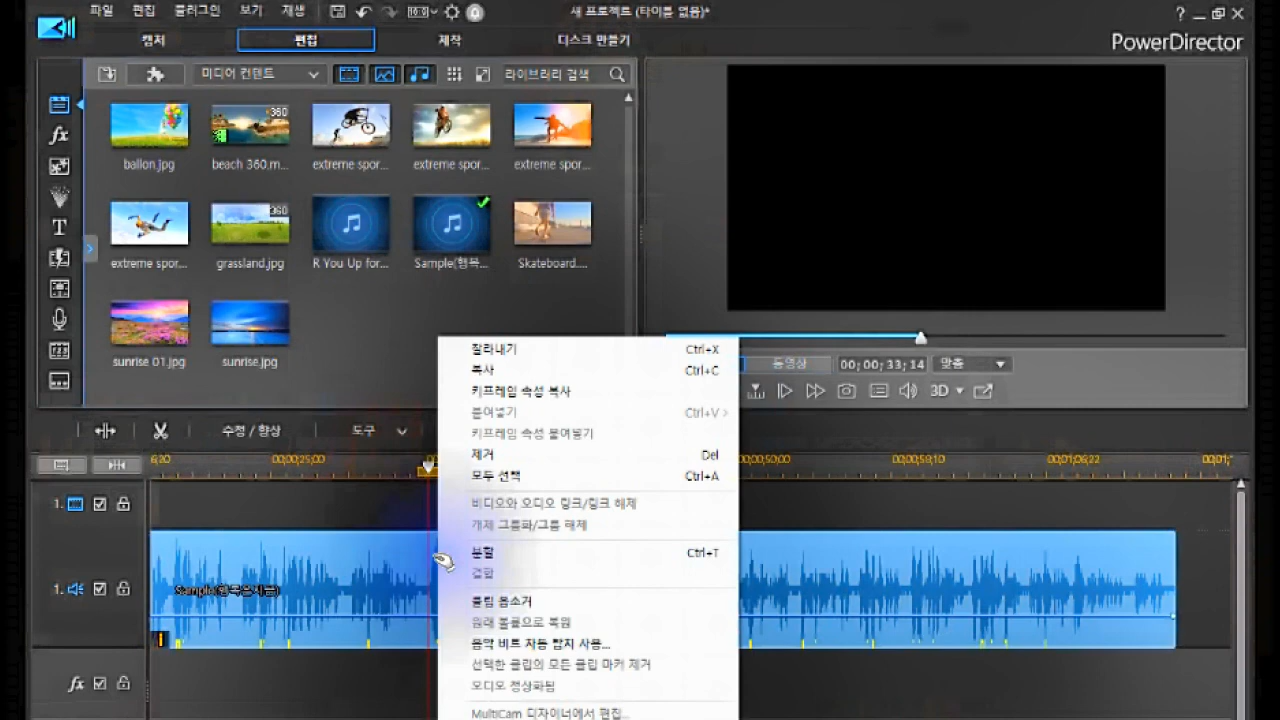 파일 편집 플러그인 보기 재생 16:9 새 프로젝트 (타이틀 없음)*
캡처 편집 제작 디스크 만들기 PowerDirector
미디어 컨텐트 라이브러리 검색
360
ballon.jpg beach 360.m... extreme spor... extreme spor... extreme spor...
360
extreme spor... grassland.jpg R You Up for... Sample(행복... Skateboard....
sunrise 01.jpg sunrise.jpg
동영상 00; 00; 33; 14 맞춤
3D
수정 / 향상 도구
6;20 00;00;25;00 00;00;50;00 00;00;59;10 00;01;06;22 00;01;
잘라내기 Ctrl+X
복사 Ctrl+C
키프레임 속성 복사
붙여넣기 Ctrl+V
키프레임 속성 붙여넣기
제거 Del
모두 선택 Ctrl+A
비디오와 오디오 링크/링크 해제
개체 그룹화/그룹 해제
분할 Ctrl+T
결합
클립 음소거
원래 볼륨으로 복원
음악 비트 자동 탐지 사용...
선택한 클립의 모든 클립 마커 제거
오디오 정상화됨
MultiCam 디자이너에서 편집...
1.
1. Sample(행복은지금)
fx